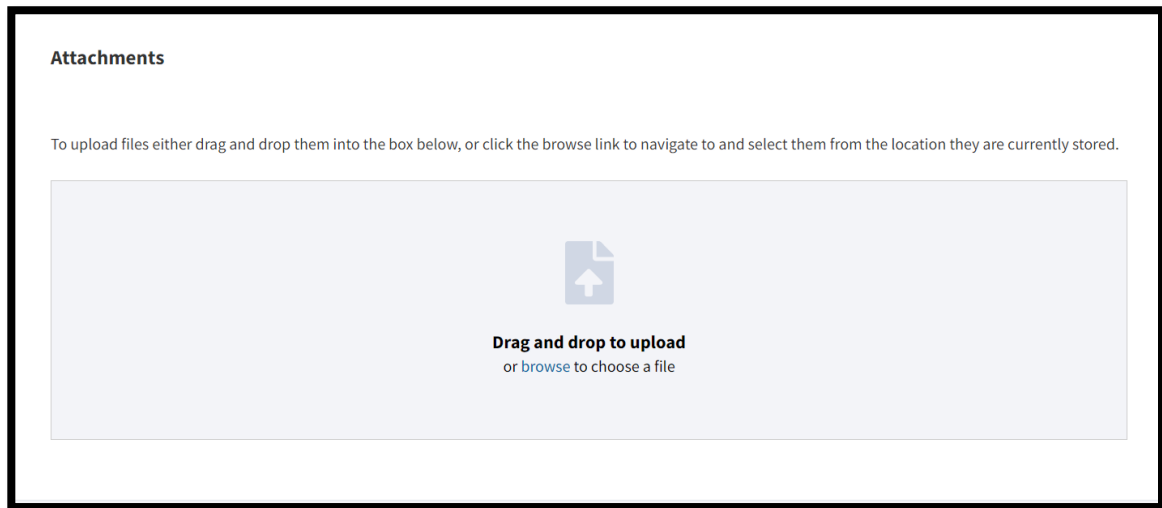 Attachments
To upload files either drag and drop them into the box below, or click the browse link to navigate to and select them from the location they are currently stored.
Drag and drop to upload
or browse to choose a file